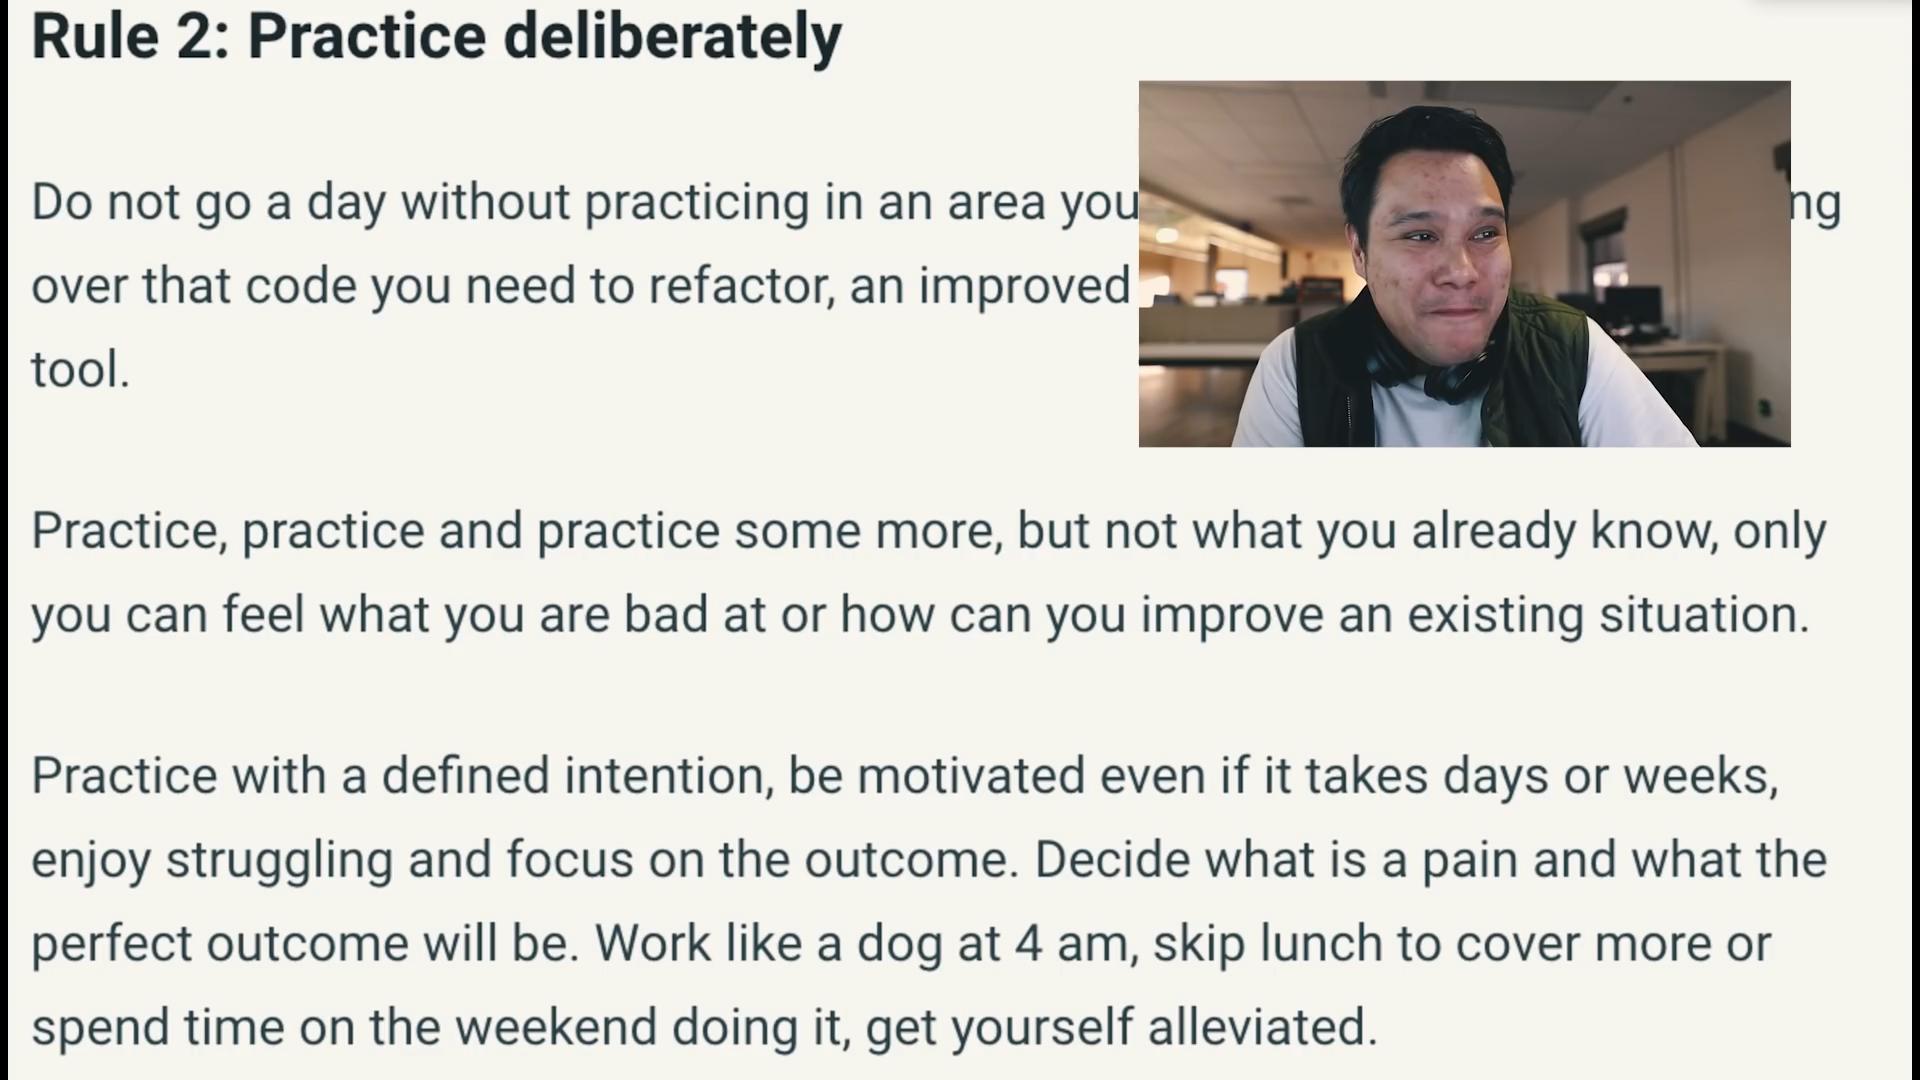 Rule 2: Practice deliberately
Do not go a day without practicing in an area you
over that code you need to refactor, an improved
tool.
Practice, practice and practice some more, but not what you already know, only
you can feel what you are bad at or how can you improve an existing situation.
Practice with a defined intention, be motivated even if it takes days or weeks,
enjoy struggling and focus on the outcome. Decide what is a pain and what the
perfect outcome will be. Work like a dog at 4 am, skip lunch to cover more or
spend time on the weekend doing it, get yourself alleviated.